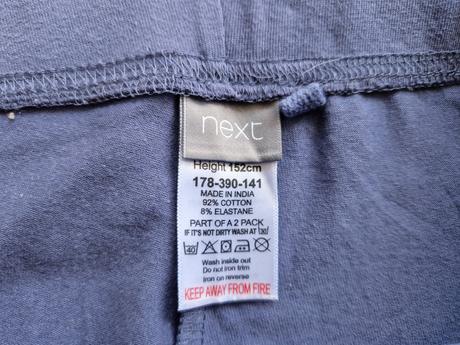 next
Height 152cm
178-390-141
MADE IN INDIA
92% COTTON
8% ELASTANE
PART OF A 2 PACK
IF IT'S NOT DIRTY WASH AT 30
40
Wash inside out
Do not iron trim
Iron on reverse
KEEP AWAY FROM FIRE